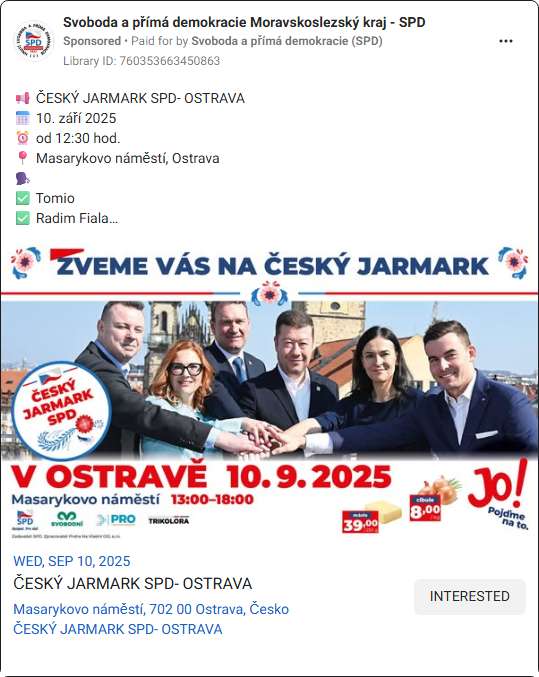 Svoboda a přímá demokracie Moravskoslezský kraj - SPD
Sponsored • Paid for by Svoboda a přímá demokracie (SPD)
Library ID: 760353663450863
ČESKÝ JARMARK SPD- OSTRAVA
10. září 2025
od 12:30 hod.
Masarykovo náměstí, Ostrava
Tomio
Radim Fiala…
ZVEME VÁS NA ČESKÝ JARMARK
ČESKÝ
JARMARK
SPD
V OSTRAVĚ 10.9.2025
Masarykovo náměstí 13:00–18:00
SPD
SVOBODNÍ
PRO
TRIKOLORA
máslo
39,00
cibule
8,00
Jo!
Pojďme
na to.
WED, SEP 10, 2025
ČESKÝ JARMARK SPD- OSTRAVA
Masarykovo náměstí, 702 00 Ostrava, Česko
ČESKÝ JARMARK SPD- OSTRAVA
INTERESTED